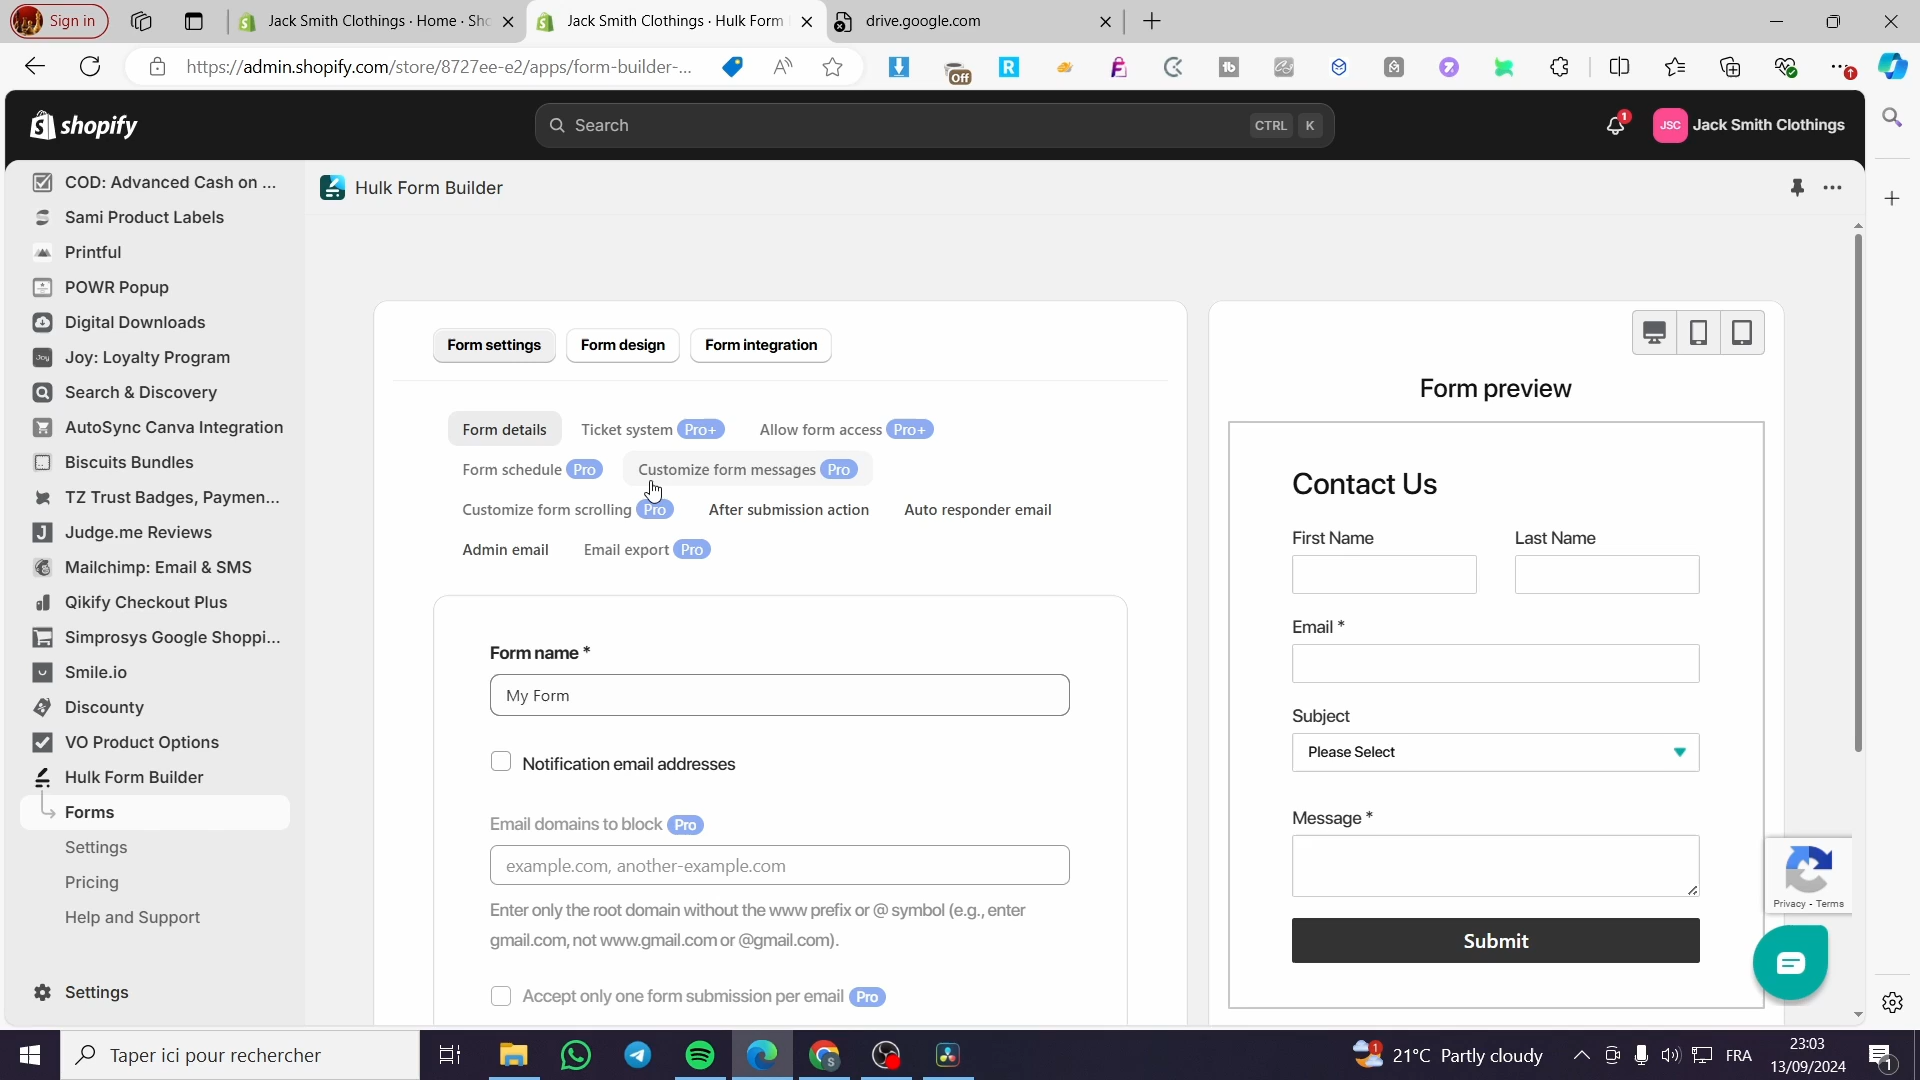 Sign in
Jack Smith Clothings · Home · Sho
Jack Smith Clothings · Hulk Form
drive.google.com
https://admin.shopify.com/store/8727ee-e2/apps/form-builder-...
Off
shopify
Search
CTRL K
1
JSC
Jack Smith Clothings
COD: Advanced Cash on ...
Sami Product Labels
Printful
POWR Popup
Digital Downloads
Joy: Loyalty Program
Search & Discovery
AutoSync Canva Integration
Biscuits Bundles
TZ Trust Badges, Paymen...
Judge.me Reviews
Mailchimp: Email & SMS
Qikify Checkout Plus
Simprosys Google Shoppi...
Smile.io
Discounty
VO Product Options
Hulk Form Builder
Forms
Settings
Pricing
Help and Support
Settings
Hulk Form Builder
Form settings
Form design
Form integration
Form details
Ticket system Pro+
Allow form access Pro+
Form schedule Pro
Customize form messages Pro
Customize form scrolling Pro
After submission action
Auto responder email
Admin email
Email export Pro
Form name *
My Form
Notification email addresses
Email domains to block Pro
example.com, another-example.com
Enter only the root domain without the www prefix or @ symbol (e.g., enter
gmail.com, not www.gmail.com or @gmail.com).
Accept only one form submission per email Pro
Form preview
Contact Us
First Name
Last Name
Email *
Subject
Please Select
Message *
Submit
Privacy - Terms
Taper ici pour rechercher
1
21°C Partly cloudy
FRA
23:03
13/09/2024
1